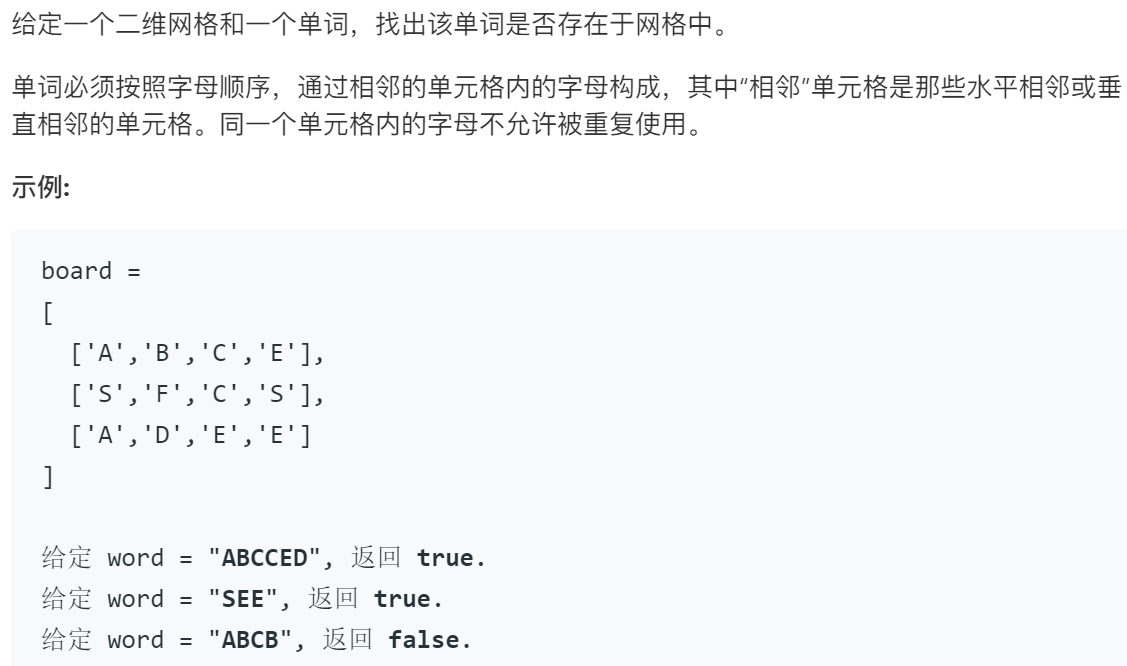 给定一个二维网格和一个单词，找出该单词是否存在于网格中。
单词必须按照字母顺序，通过相邻的单元格内的字母构成，其中“相邻”单元格是那些水平相邻或垂
直相邻的单元格。同一个单元格内的字母不允许被重复使用。
示例:
board =
[
  ['A','B','C','E'],
  ['S','F','C','S'],
  ['A','D','E','E']
]
给定 word = "ABCCED", 返回 true.
给定 word = "SEE", 返回 true.
给定 word = "ABCB", 返回 false.